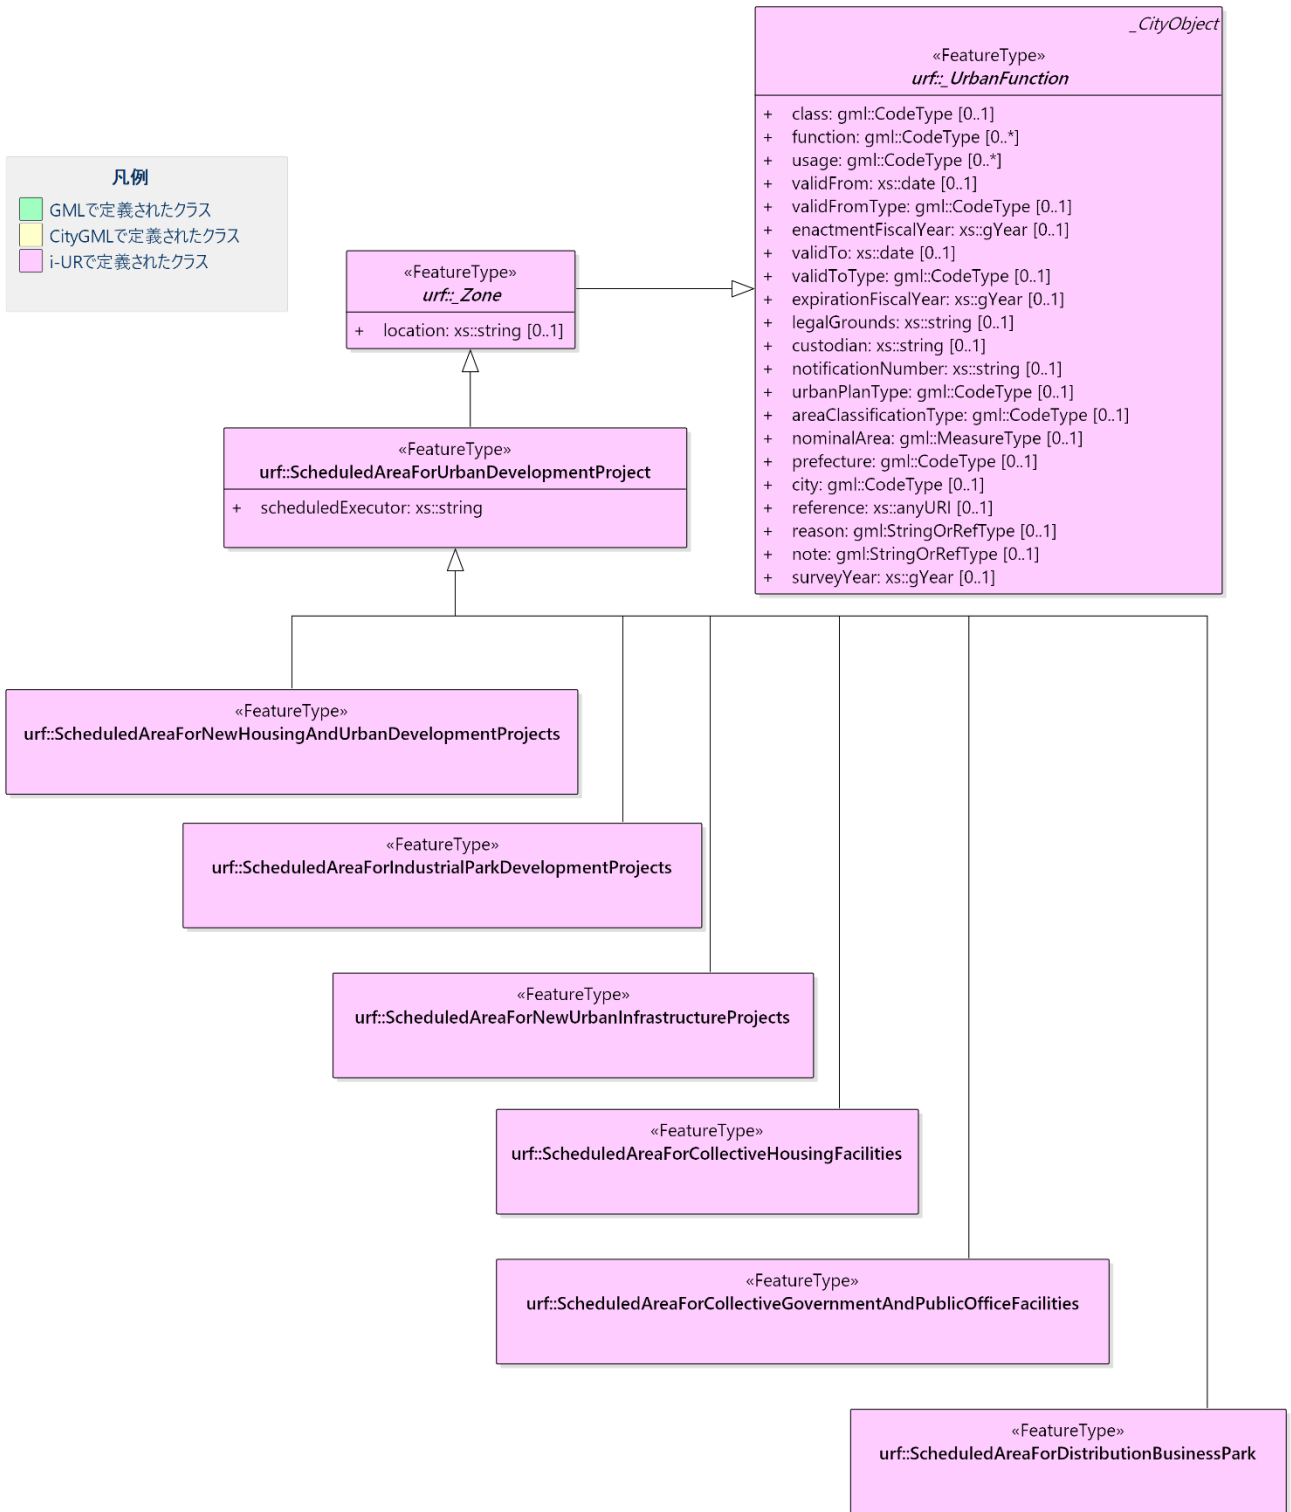 _CityObject
«FeatureType»
urf::_UrbanFunction
+ class: gml::CodeType [0..1]
+ function: gml::CodeType [0..*]
+ usage: gml::CodeType [0..*]
+ validFrom: xs::date [0..1]
+ validFromType: gml::CodeType [0..1]
+ enactmentFiscalYear: xs::gYear [0..1]
+ validTo: xs::date [0..1]
+ validToType: gml::CodeType [0..1]
+ expirationFiscalYear: xs::gYear [0..1]
+ legalGrounds: xs::string [0..1]
+ custodian: xs::string [0..1]
+ notificationNumber: xs::string [0..1]
+ urbanPlanType: gml::CodeType [0..1]
+ areaClassificationType: gml::CodeType [0..1]
+ nominalArea: gml::MeasureType [0..1]
+ prefecture: gml::CodeType [0..1]
+ city: gml::CodeType [0..1]
+ reference: xs::anyURI [0..1]
+ reason: gml:StringOrRefType [0..1]
+ note: gml:StringOrRefType [0..1]
+ surveyYear: xs::gYear [0..1]
凡例
GMLで定義されたクラス
CityGMLで定義されたクラス
i-URで定義されたクラス
«FeatureType»
urf::_Zone
+ location: xs::string [0..1]
«FeatureType»
urf::ScheduledAreaForUrbanDevelopmentProject
+ scheduledExecutor: xs::string
«FeatureType»
urf::ScheduledAreaForNewHousingAndUrbanDevelopmentProjects
«FeatureType»
urf::ScheduledAreaForIndustrialParkDevelopmentProjects
«FeatureType»
urf::ScheduledAreaForNewUrbanInfrastructureProjects
«FeatureType»
urf::ScheduledAreaForCollectiveHousingFacilities
«FeatureType»
urf::ScheduledAreaForCollectiveGovernmentAndPublicOfficeFacilities
«FeatureType»
urf::ScheduledAreaForDistributionBusinessPark